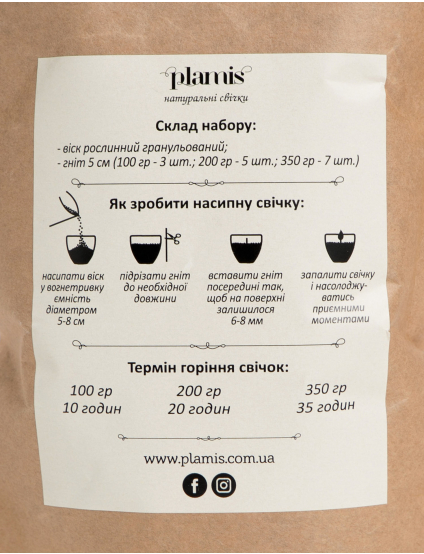 plamis
натуральні свічки
Склад набору:
- віск рослинний гранульований;
- гніт 5 см (100 гр - 3 шт.; 200 гр - 5 шт.; 350 гр - 7 шт.)
Як зробити насипну свічку:
насипати віск
у вогнетривку
ємність
діаметром
5-8 см
підрізати гніт
до необхідної
довжини
вставити гніт
посередині так,
щоб на поверхні
залишилося
6-8 мм
запалити свічку
і насолоджу-
ватись
приємними
моментами
Термін горіння свічок:
100 гр 200 гр 350 гр
10 годин 20 годин 35 годин
www.plamis.com.ua